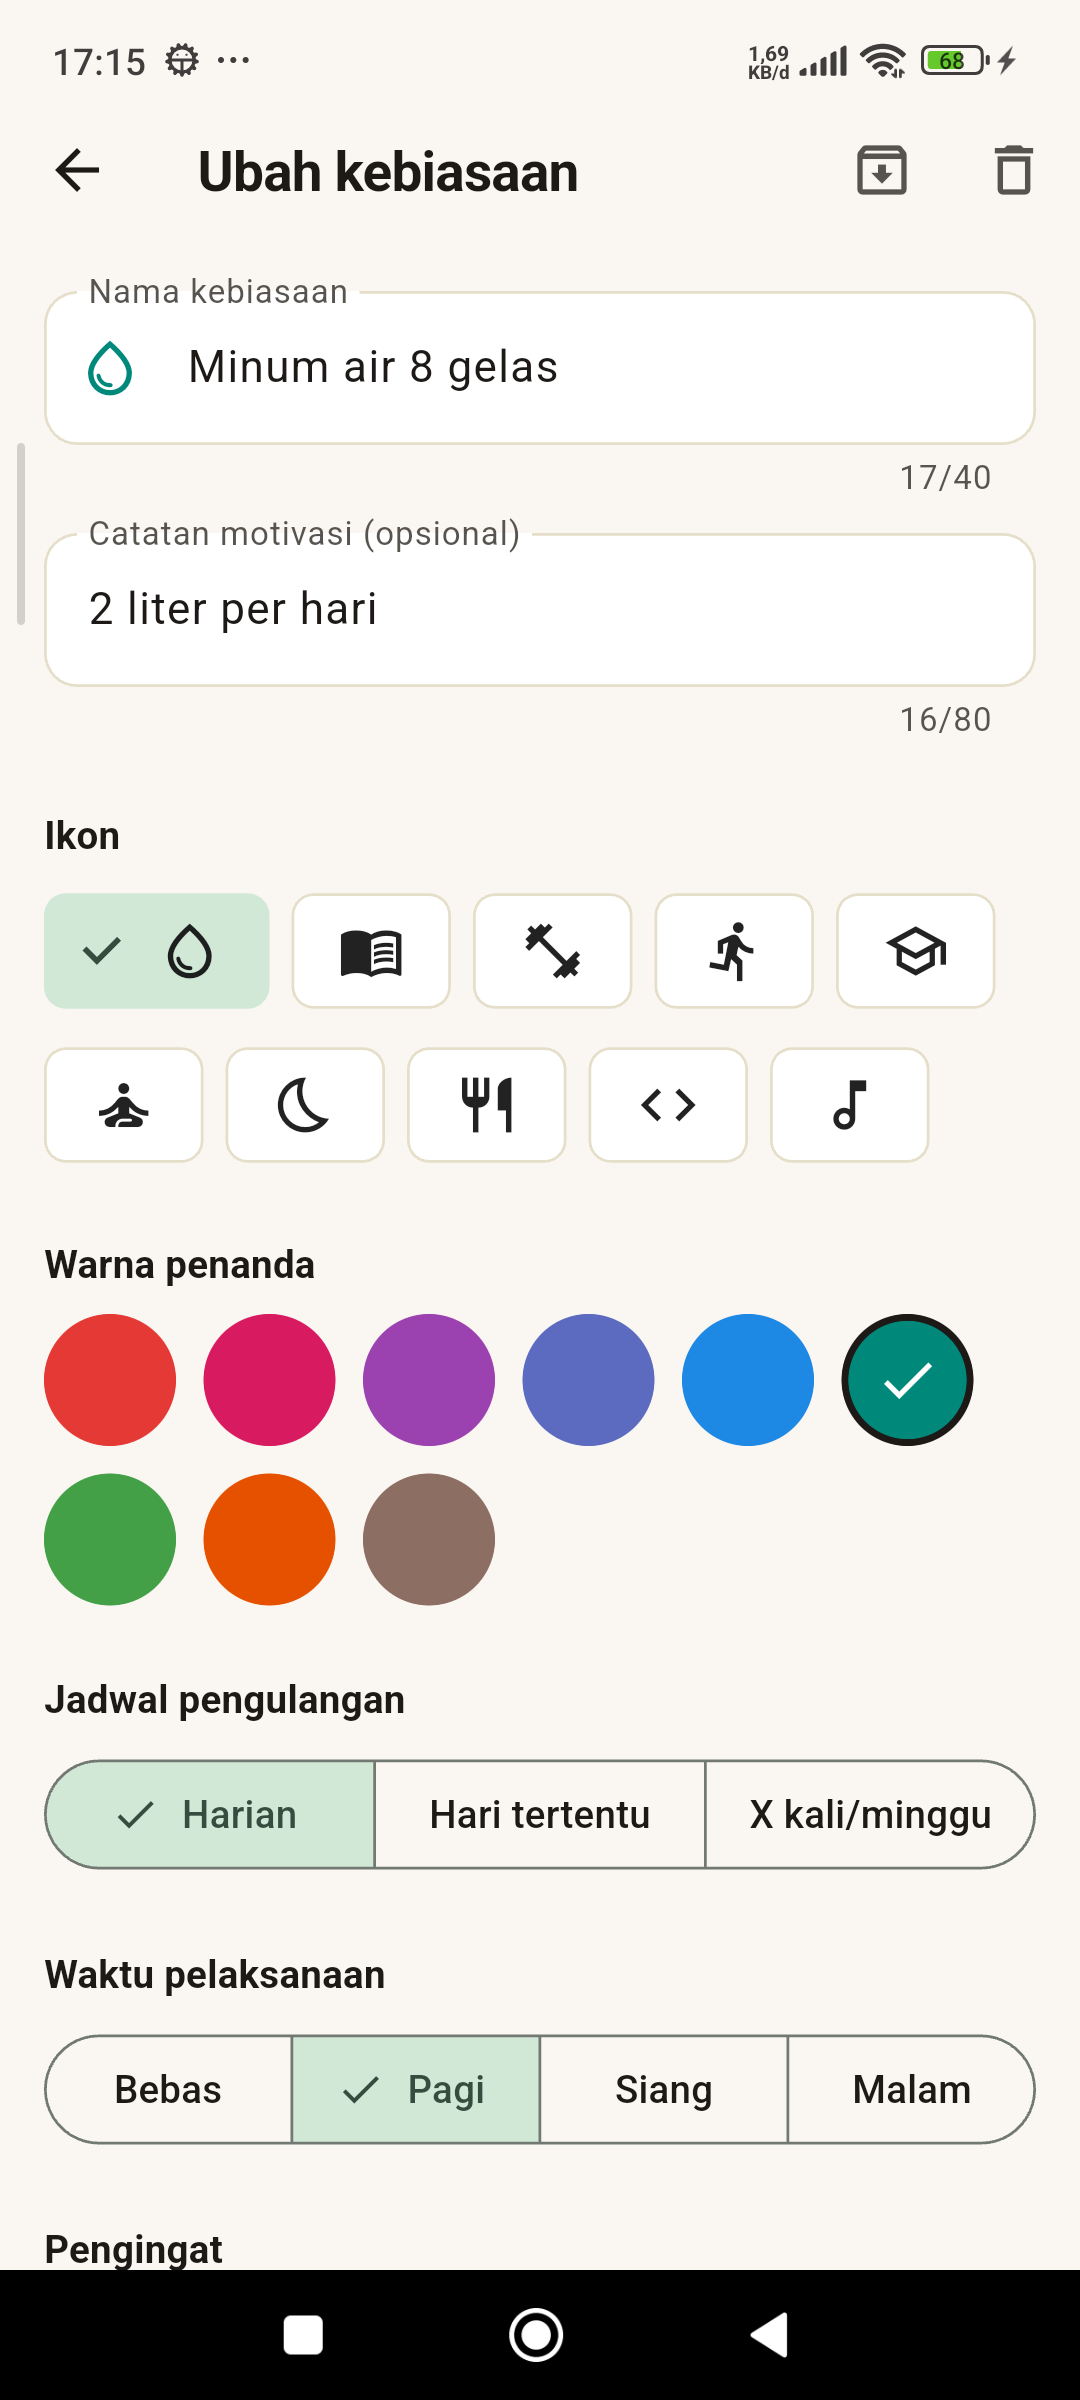 17:15
1,69
KB/d
68
Ubah kebiasaan
Nama kebiasaan
Minum air 8 gelas
17/40
Catatan motivasi (opsional)
2 liter per hari
16/80
Ikon
Warna penanda
Jadwal pengulangan
Harian
Hari tertentu
X kali/minggu
Waktu pelaksanaan
Bebas
Pagi
Siang
Malam
Pengingat